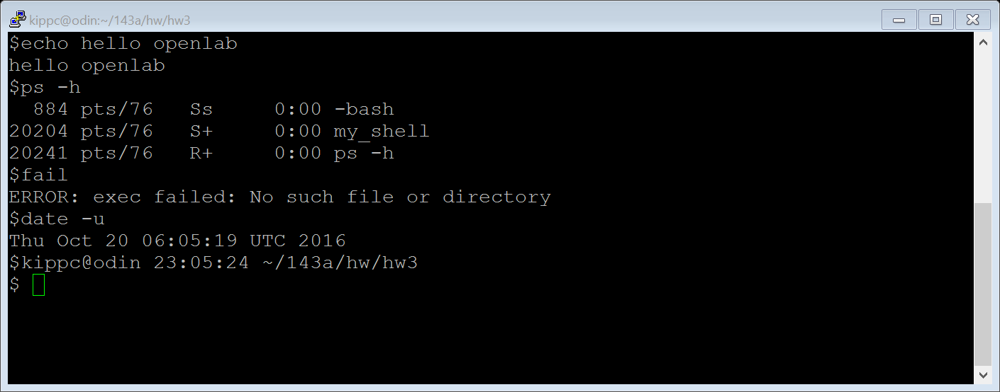 kippc@odin:~/143a/hw/hw3
$echo hello openlab
hello openlab
$ps -h
  884 pts/76   Ss     0:00 -bash
20204 pts/76   S+     0:00 my_shell
20241 pts/76   R+     0:00 ps -h
$fail
ERROR: exec failed: No such file or directory
$date -u
Thu Oct 20 06:05:19 UTC 2016
$kippc@odin 23:05:24 ~/143a/hw/hw3
$